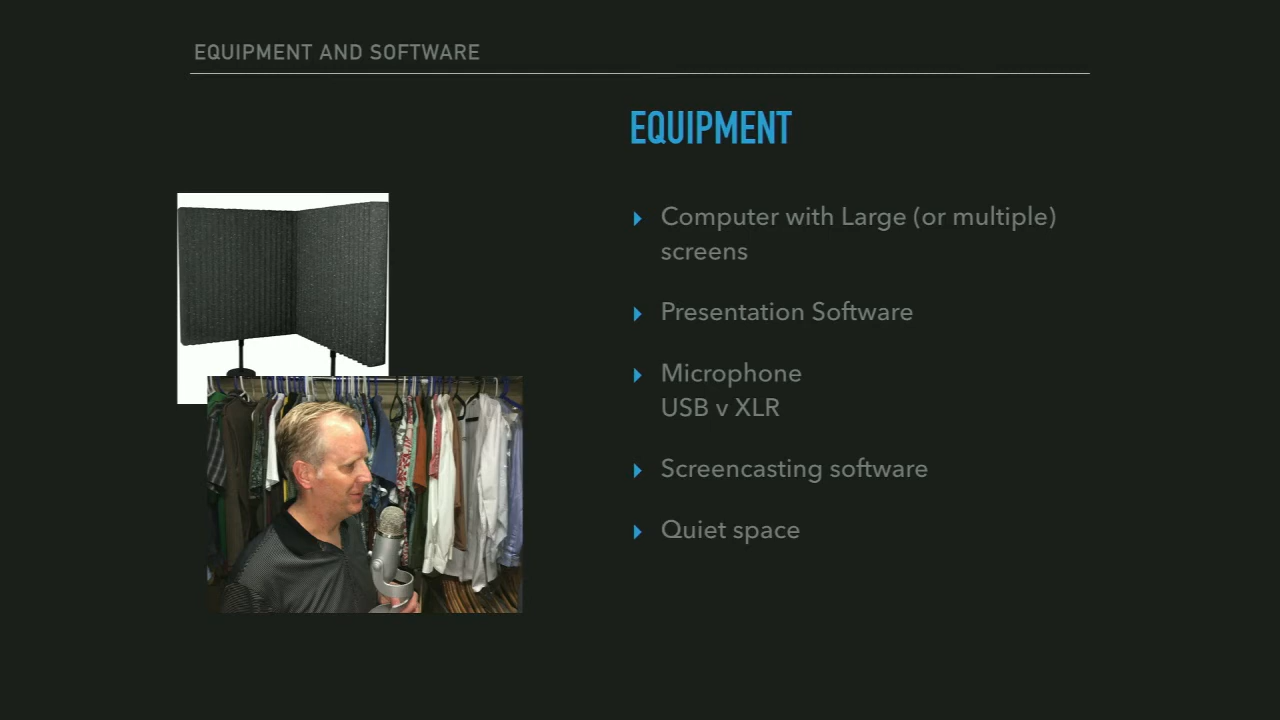 EQUIPMENT AND SOFTWARE
EQUIPMENT
Computer with Large (or multiple)
screens
Presentation Software
Microphone
USB v XLR
Screencasting software
Quiet space